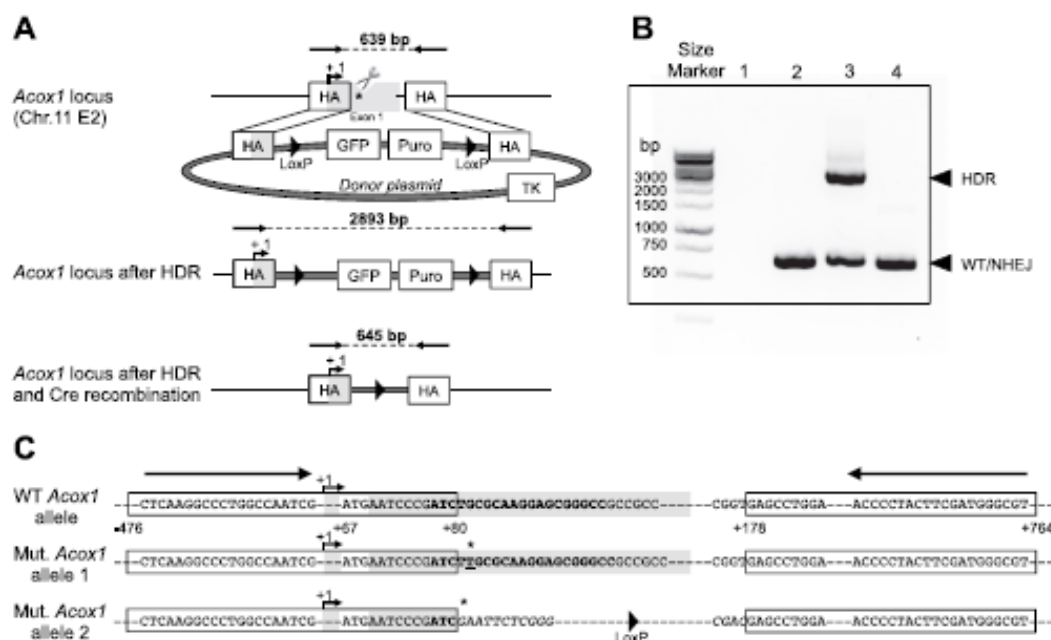 A
639 bp
+1
Acox1 locus
(Chr.11 E2)
HA
HA
Exon 1
HA
LoxP
GFP
Puro
LoxP
HA
Donor plasmid
TK
2893 bp
+1
Acox1 locus after HDR
HA
GFP
Puro
HA
645 bp
+1
Acox1 locus after HDR
and Cre recombination
HA
HA
B
Size
Marker
1
2
3
4
bp
3000
2000
1500
1000
750
500
HDR
WT/NHEJ
C
WT Acox1
allele
+1
--CTCAAGGCCCTGGCCAATCG---ATGAATCCCGATCTGCGCAAGGAGCGGGCCGCCGCC--- --CGGTGAGCCTGGA---ACCCCTACTTCGATGGGCGT--
-476
+67
+80
+178
+764
Mut. Acox1
allele 1
+1
*
--CTCAAGGCCCTGGCCAATCG---ATGAATCCCGATCTTGCGCAAGGAGCGGGCCGCCGCC-----CGGTGAGCCTGGA---ACCCCTACTTCGATGGGCGT--
Mut. Acox1
allele 2
+1
*
--CTCAAGGCCCTGGCCAATCG---ATGAATCCCGATCGAATTCTCGGG
LoxP
CGACGAGCCTGGA---ACCCCTACTTCGATGGGCGT--